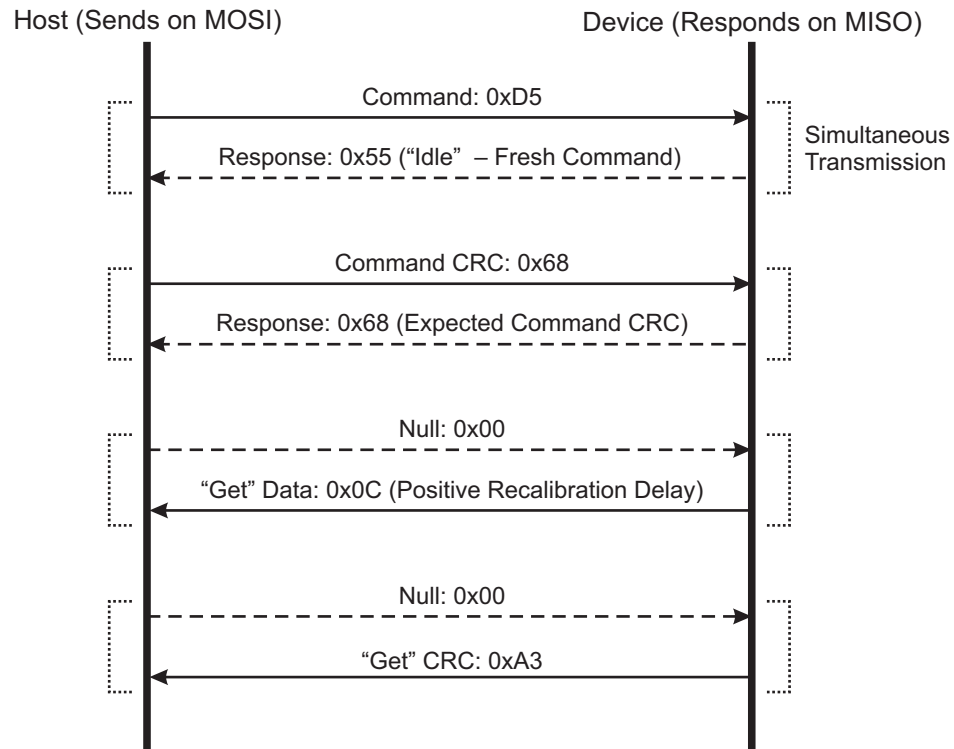 Host (Sends on MOSI)
Device (Responds on MISO)
Command: 0xD5
Response: 0x55 (“Idle” – Fresh Command)
Simultaneous
Transmission
Command CRC: 0x68
Response: 0x68 (Expected Command CRC)
Null: 0x00
“Get” Data: 0x0C (Positive Recalibration Delay)
Null: 0x00
“Get” CRC: 0xA3